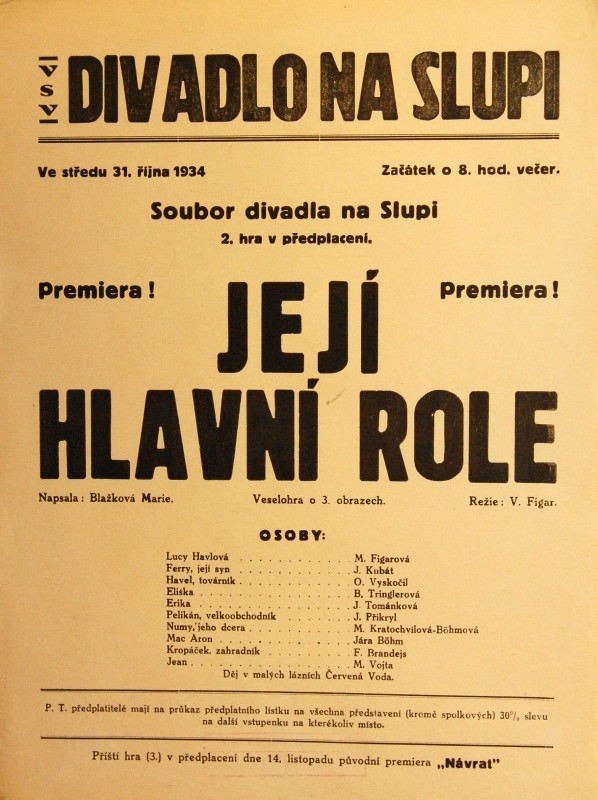 VSV DIVADLO NA SLUPI
Ve středu 31. října 1934 Začátek o 8. hod. večer.
Soubor divadla na Slupi
2. hra v předplacení.
Premiera! JEJÍ Premiera!
HLAVNÍ ROLE
Napsala: Blažková Marie. Veselohra o 3. obrazech. Režie: V. Figar.
OSOBY:
Lucy Havlová . . . . . . . . . . . . M. Figarová
Ferry, její syn . . . . . . . . . . . . J. Kubát
Havel, továrník . . . . . . . . . . . . O. Vyskočil
Eliška . . . . . . . . . . . . . . . . B. Tringlerová
Erika . . . . . . . . . . . . . . . . J. Tománková
Pelikán, velkoobchodník . . . . . . . . J. Přikryl
Numy, jeho dcera . . . . . . . . . . . M. Kratochvílová-Böhmová
Mac Aron . . . . . . . . . . . . . . Jára Böhm
Kropáček, zahradník . . . . . . . . . . F. Brandejs
Jean . . . . . . . . . . . . . . . . M. Vojta
Děj v malých lázních Červená Voda.
P. T. předplatitelé mají na průkaz předplatního lístku na všechna představení (kromě spolkových) 30%, slevu
na další vstupenku na kterékoliv místo.
Příští hra (3.) v předplacení dne 14. listopadu původní premiera „Návrat"